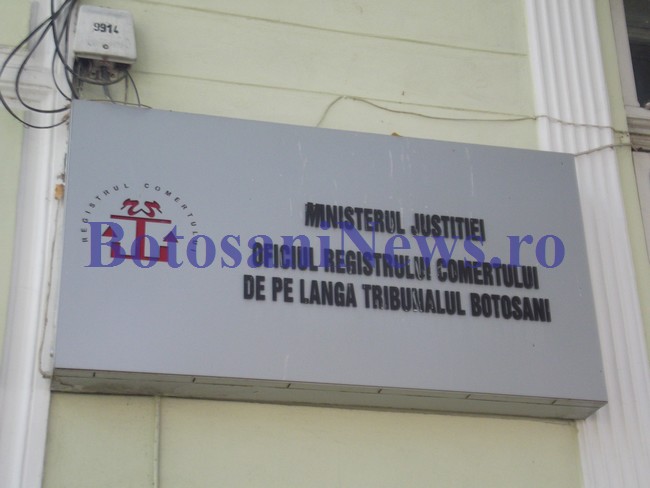 9914
REGISTRUL COMERTULUI
MINISTERUL JUSTITIEI
BotosaniNews.ro
OFICIUL REGISTRULUI COMERTULUI
DE PE LANGA TRIBUNALUL BOTOSANI